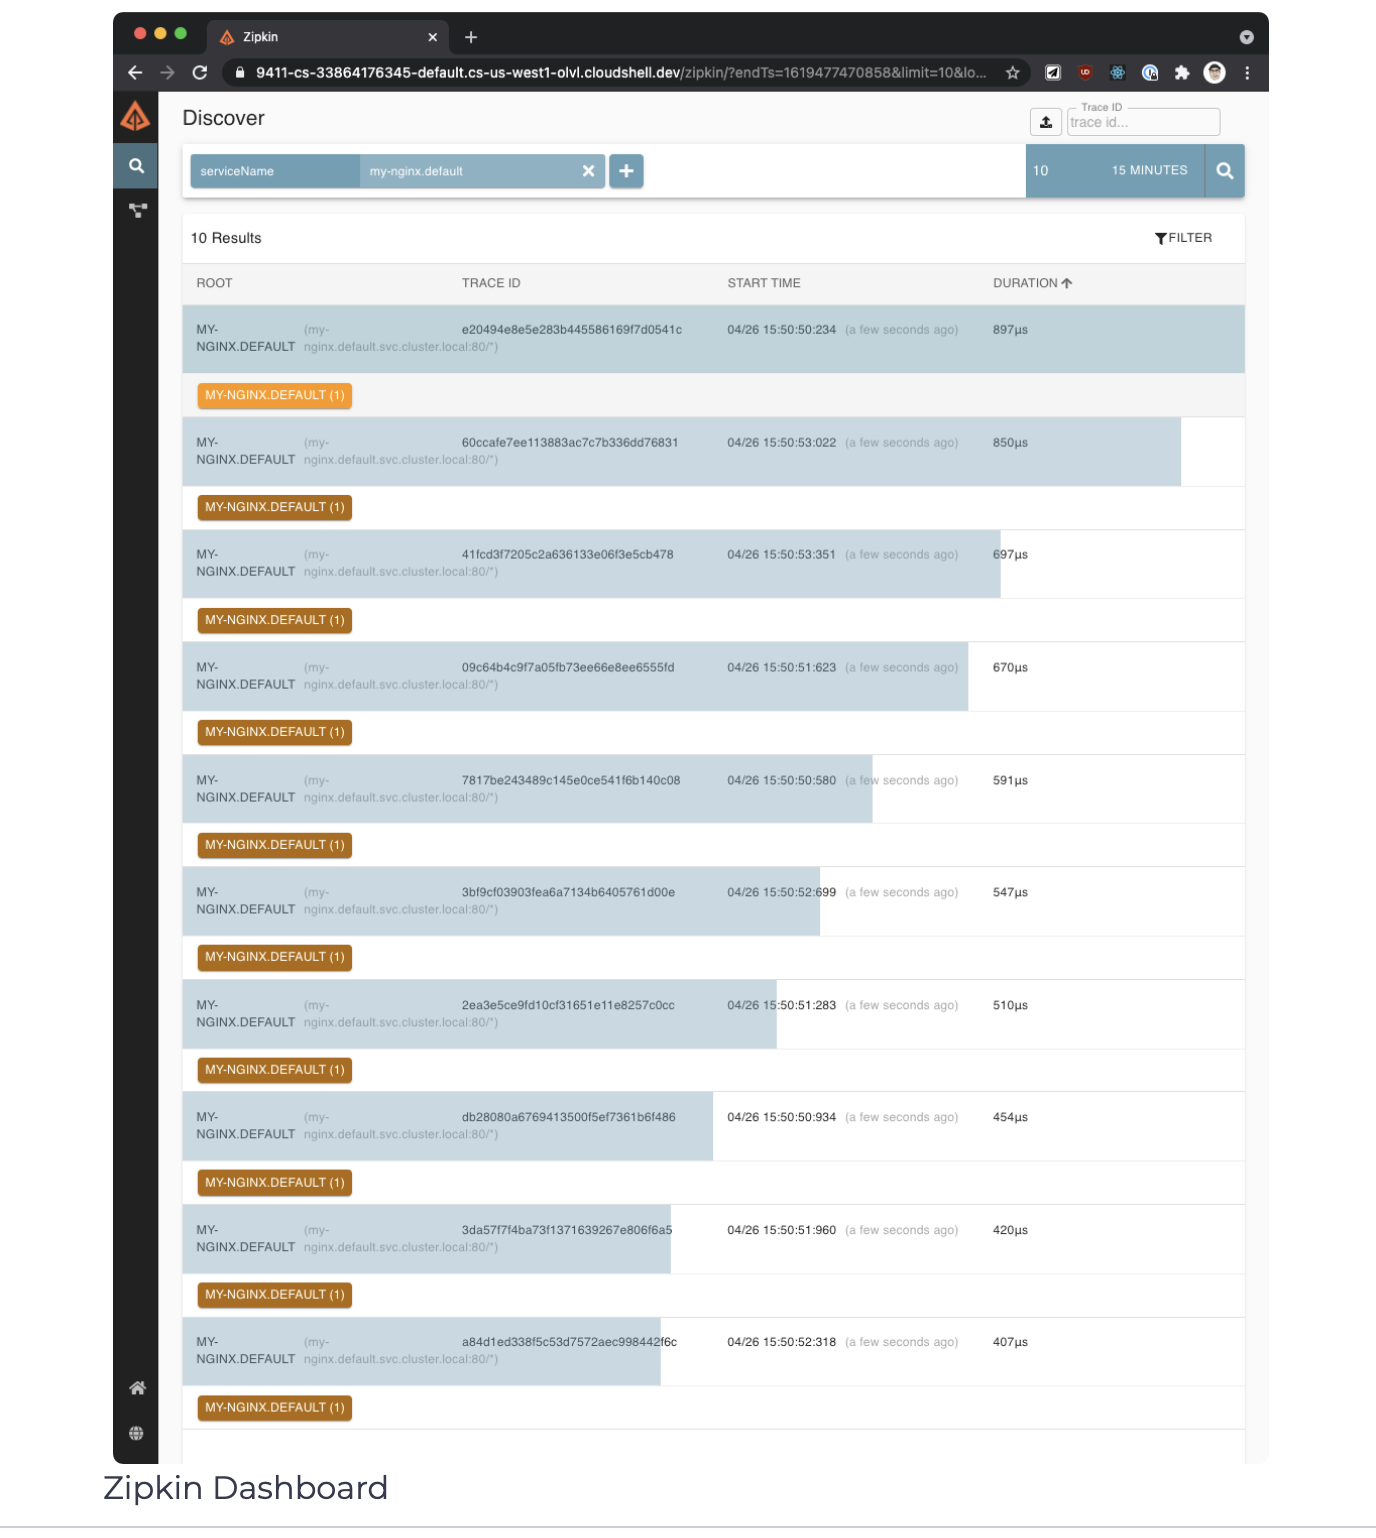 Zipkin
9411-cs-33864176345-default.cs-us-west1-olvl.cloudshell.dev/zipkin/?endTs=1619477470858&limit=10&lo...
Discover
Trace ID
trace id...
serviceName my-nginx.default
10 15 MINUTES
10 Results
FILTER
ROOT TRACE ID START TIME DURATION
MY- (my- e20494e8e5e283b445586169f7d0541c 04/26 15:50:50:234 (a few seconds ago) 897μs
NGINX.DEFAULT nginx.default.svc.cluster.local:80/*)
MY-NGINX.DEFAULT (1)
MY- (my- 60ccafe7ee113883ac7c7b336dd76831 04/26 15:50:53:022 (a few seconds ago) 850μs
NGINX.DEFAULT nginx.default.svc.cluster.local:80/*)
MY-NGINX.DEFAULT (1)
MY- (my- 41fcd3f7205c2a636133e06f3e5cb478 04/26 15:50:53:351 (a few seconds ago) 697μs
NGINX.DEFAULT nginx.default.svc.cluster.local:80/*)
MY-NGINX.DEFAULT (1)
MY- (my- 09c64b4c9f7a05fb73ee66e8ee6555fd 04/26 15:50:51:623 (a few seconds ago) 670μs
NGINX.DEFAULT nginx.default.svc.cluster.local:80/*)
MY-NGINX.DEFAULT (1)
MY- (my- 7817be243489c145e0ce541f6b140c08 04/26 15:50:50:580 (a few seconds ago) 591μs
NGINX.DEFAULT nginx.default.svc.cluster.local:80/*)
MY-NGINX.DEFAULT (1)
MY- (my- 3bf9cf03903fea6a7134b6405761d00e 04/26 15:50:52:699 (a few seconds ago) 547μs
NGINX.DEFAULT nginx.default.svc.cluster.local:80/*)
MY-NGINX.DEFAULT (1)
MY- (my- 2ea3e5ce9fd10cf31651e11e8257c0cc 04/26 15:50:51:283 (a few seconds ago) 510μs
NGINX.DEFAULT nginx.default.svc.cluster.local:80/*)
MY-NGINX.DEFAULT (1)
MY- (my- db28080a6769413500f5ef7361b6f486 04/26 15:50:50:934 (a few seconds ago) 454μs
NGINX.DEFAULT nginx.default.svc.cluster.local:80/*)
MY-NGINX.DEFAULT (1)
MY- (my- 3da57f7f4ba73f1371639267e806f6a5 04/26 15:50:51:960 (a few seconds ago) 420μs
NGINX.DEFAULT nginx.default.svc.cluster.local:80/*)
MY-NGINX.DEFAULT (1)
MY- (my- a84d1ed338f5c53d7572aec998442f6c 04/26 15:50:52:318 (a few seconds ago) 407μs
NGINX.DEFAULT nginx.default.svc.cluster.local:80/*)
MY-NGINX.DEFAULT (1)
Zipkin Dashboard